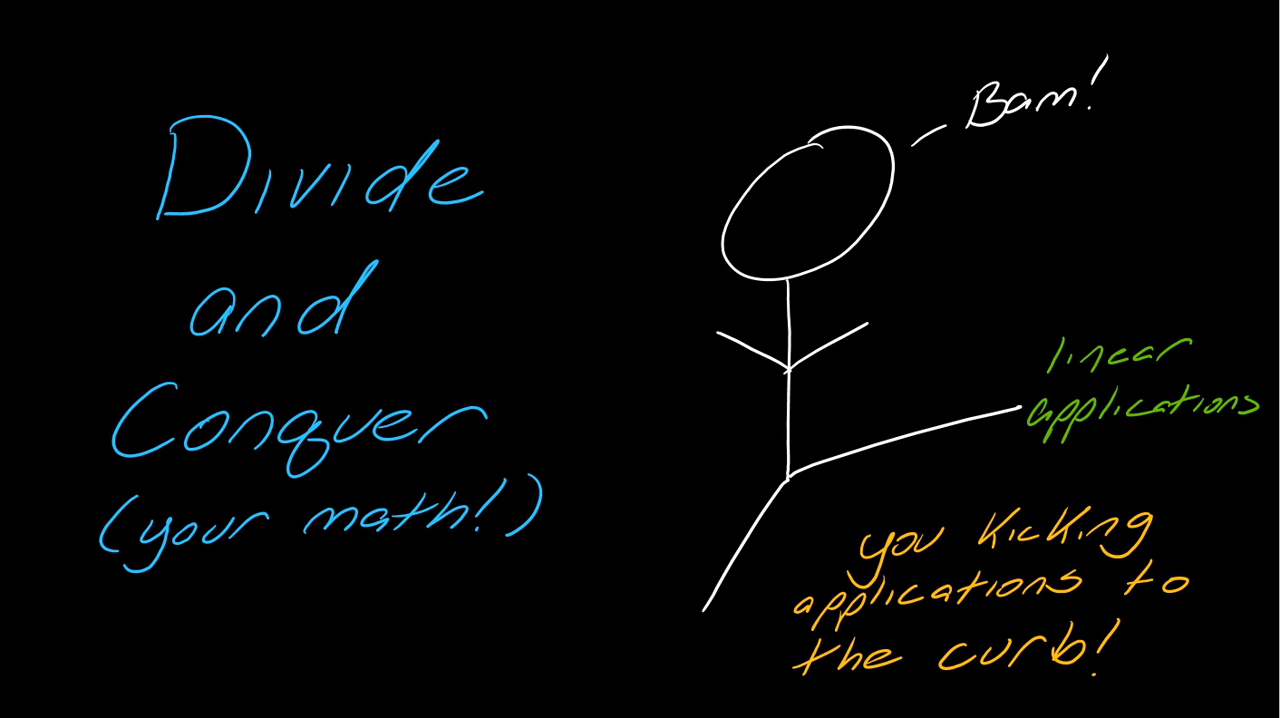 Divide
and
Conquer
(your math!)
Bam!
linear
applications
you kicking
applications to
the curb!